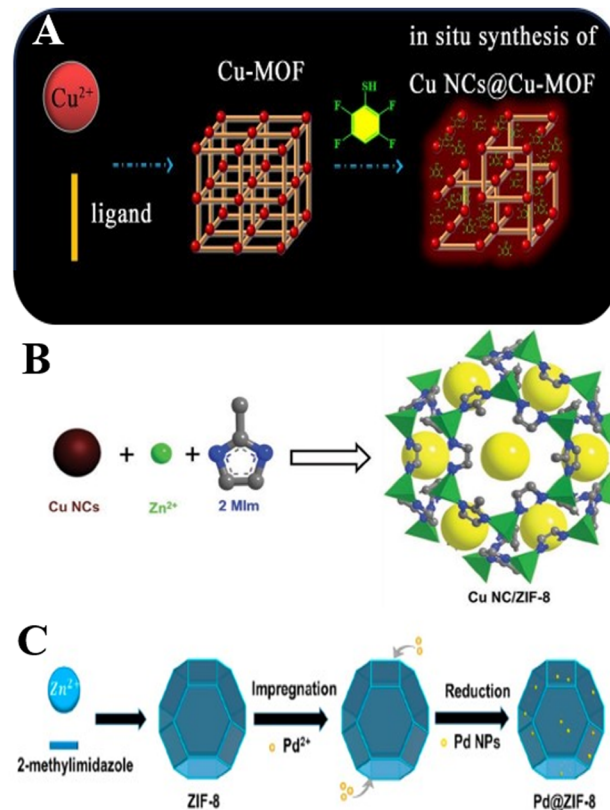 A
in situ synthesis of
Cu-MOF
Cu NCs@Cu-MOF
Cu²⁺
SH
F F
F F
ligand
B
+ +
Cu NCs Zn²⁺ 2 MIm
Cu NC/ZIF-8
C
Zn²⁺
Impregnation
Reduction
Pd²⁺
Pd NPs
2-methylimidazole
ZIF-8
Pd@ZIF-8